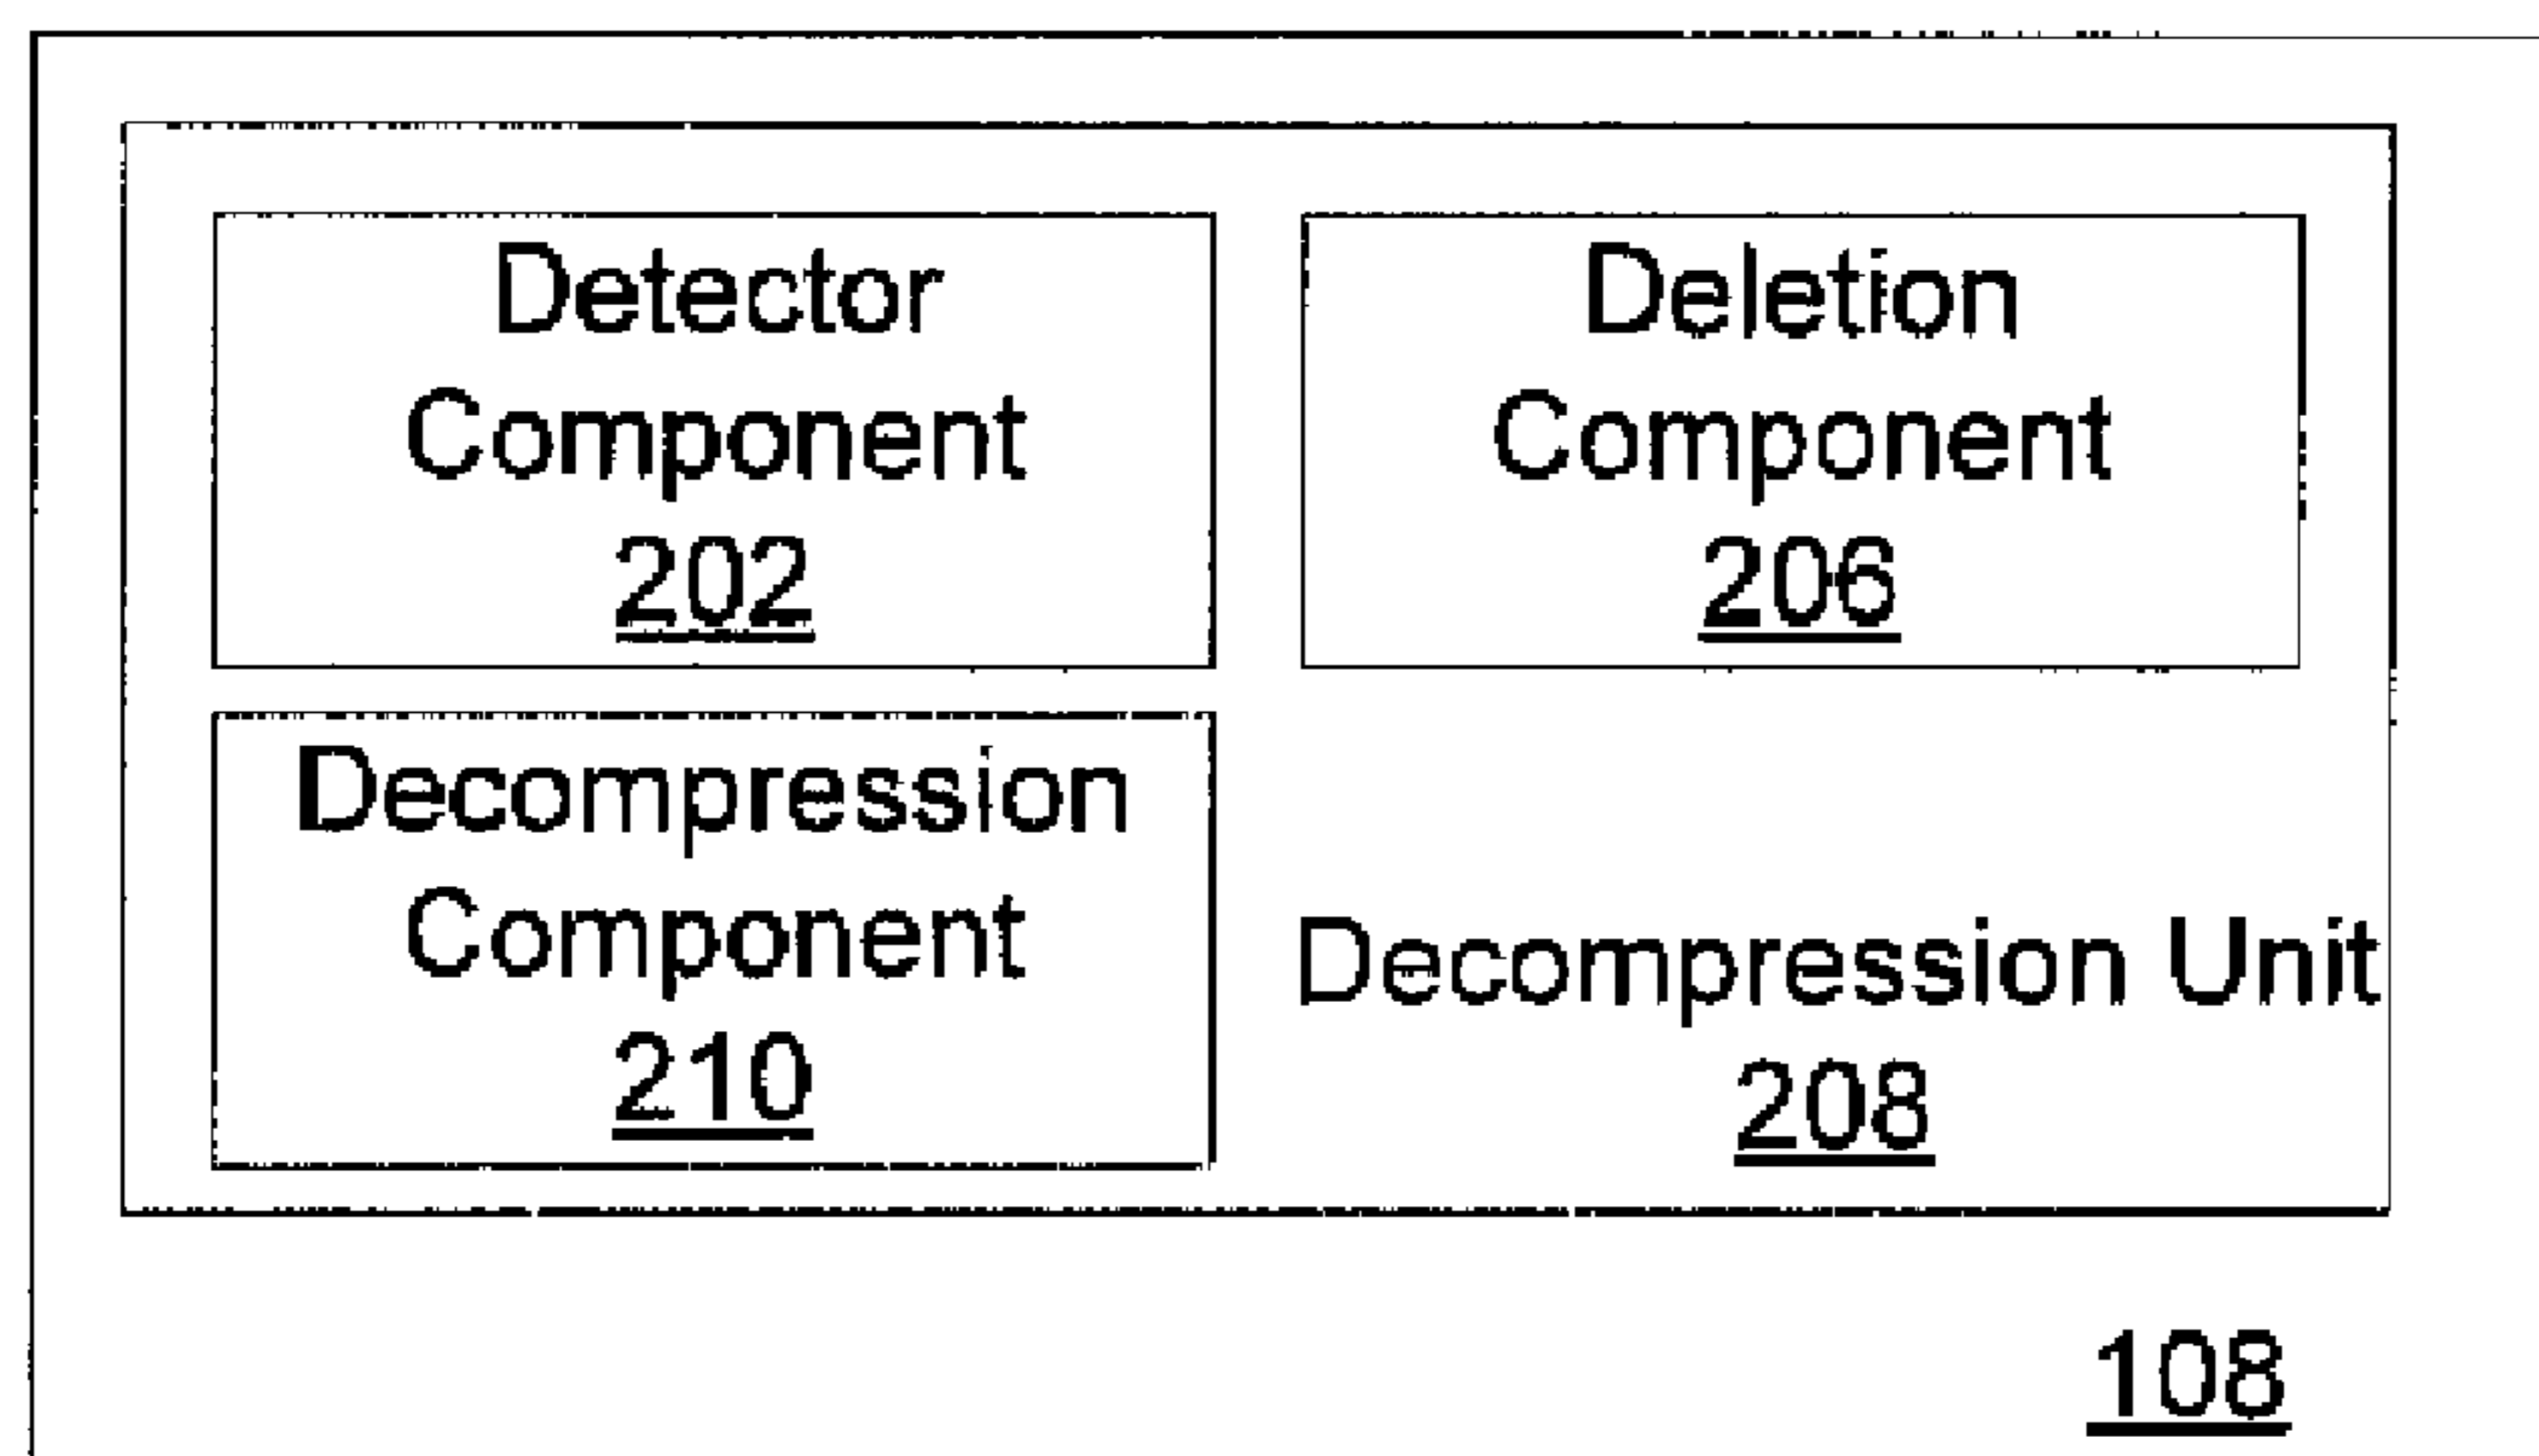 Detector
Component
202
Deletion
Component
206
Decompression
Component
210
Decompression Unit
208
108